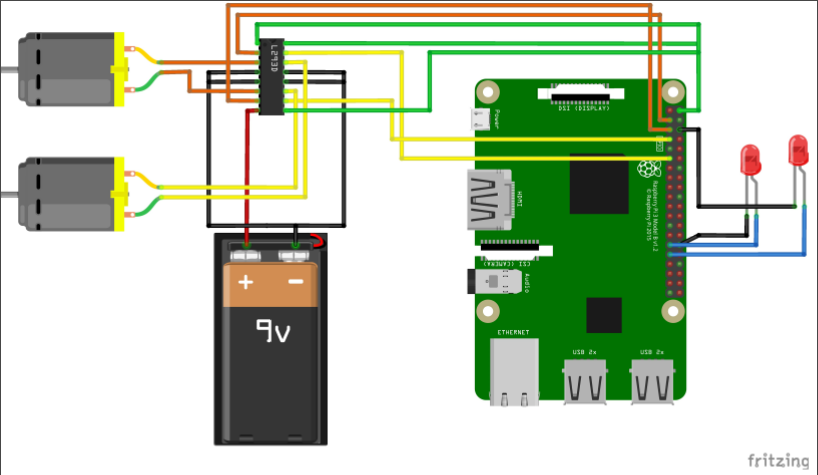 L293D
DSI (DISPLAY)
Power
HDMI
Raspberry Pi 3 Model B v1.2
© Raspberry Pi 2015
CSI (CAMERA)
Audio
+ −
9v
ETHERNET
USB 2x
USB 2x
fritzing